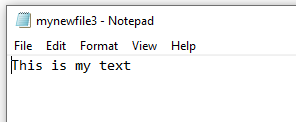 mynewfile3 - Notepad
File Edit Format View Help
This is my text